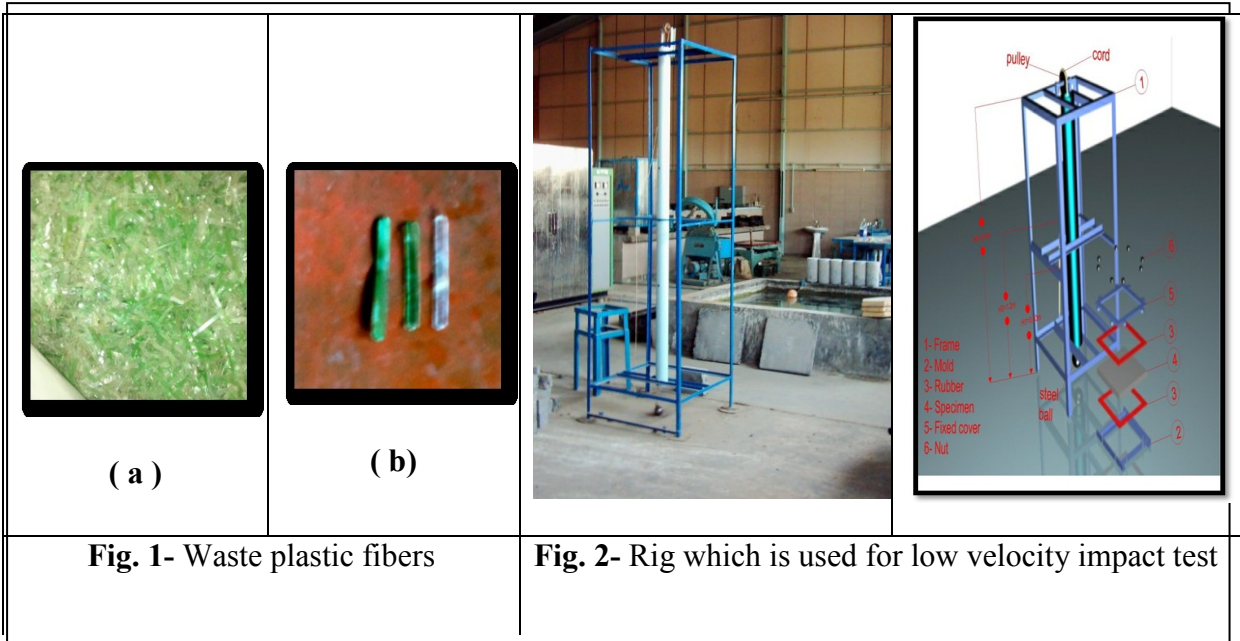 ( a )
( b)
pulley
cord
1
6
5
3
4
3
2
1- Frame
2- Mold
3- Rubber
4- Specimen
5- Fixed cover
6- Nut
steel
ball
Fig. 1- Waste plastic fibers
Fig. 2- Rig which is used for low velocity impact test